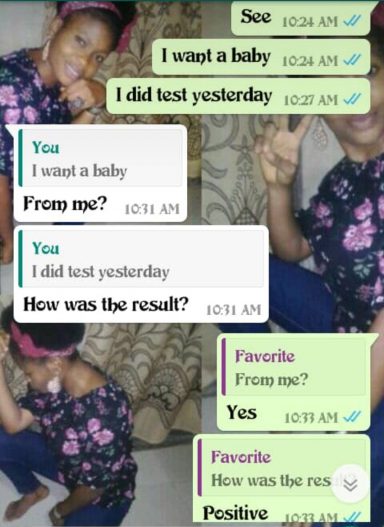 See 10:24 AM
I want a baby 10:24 AM
I did test yesterday 10:27 AM
You
I want a baby
From me? 10:31 AM
You
I did test yesterday
How was the result? 10:31 AM
Favorite
From me?
Yes 10:33 AM
Favorite
How was the res
Positive 10:33 AM